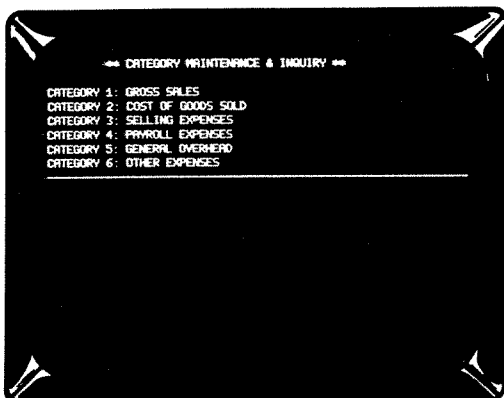 ** CATEGORY MAINTENANCE & INQUIRY **
CATEGORY 1: GROSS SALES
CATEGORY 2: COST OF GOODS SOLD
CATEGORY 3: SELLING EXPENSES
CATEGORY 4: PAYROLL EXPENSES
CATEGORY 5: GENERAL OVERHEAD
CATEGORY 6: OTHER EXPENSES